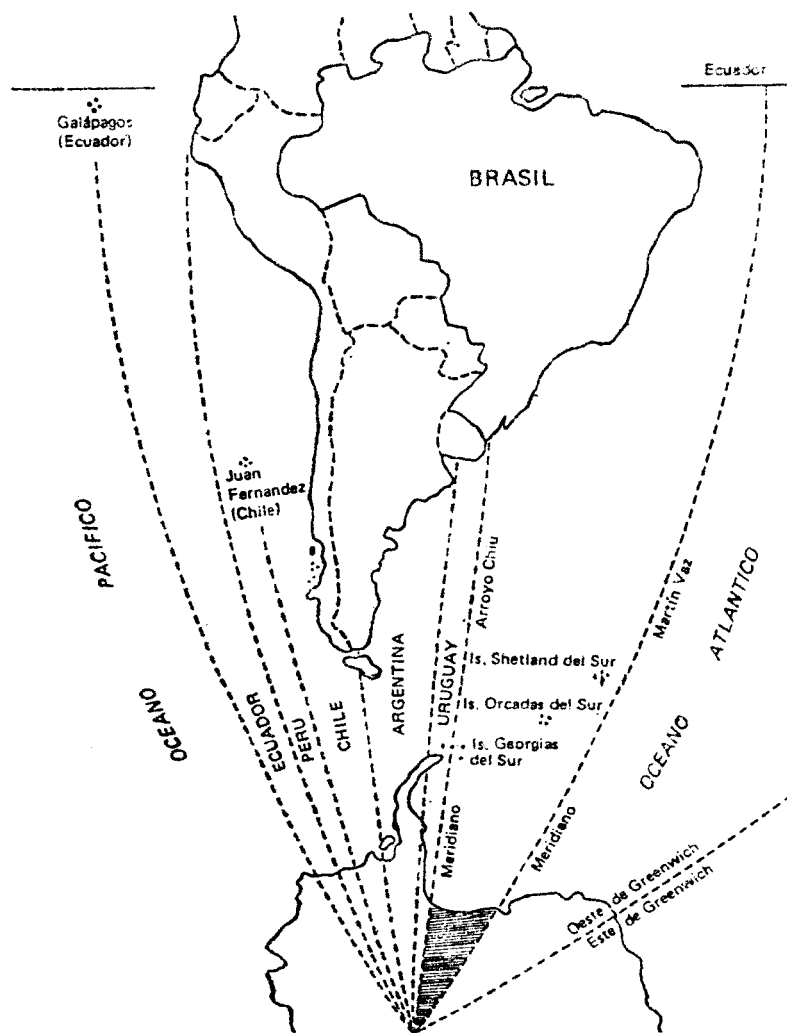 Ecuador
Galápagos
(Ecuador)
BRASIL
Juan
Fernandez
(Chile)
OCEANO PACIFICO
ECUADOR
PERU
CHILE
ARGENTINA
URUGUAY
Meridiano Arroyo Chiu
Is. Shetland del Sur
Is. Orcadas del Sur
Is. Georgias
del Sur
Meridiano Martín Vaz
OCEANO ATLANTICO
Oeste de Greenwich
Este de Greenwich